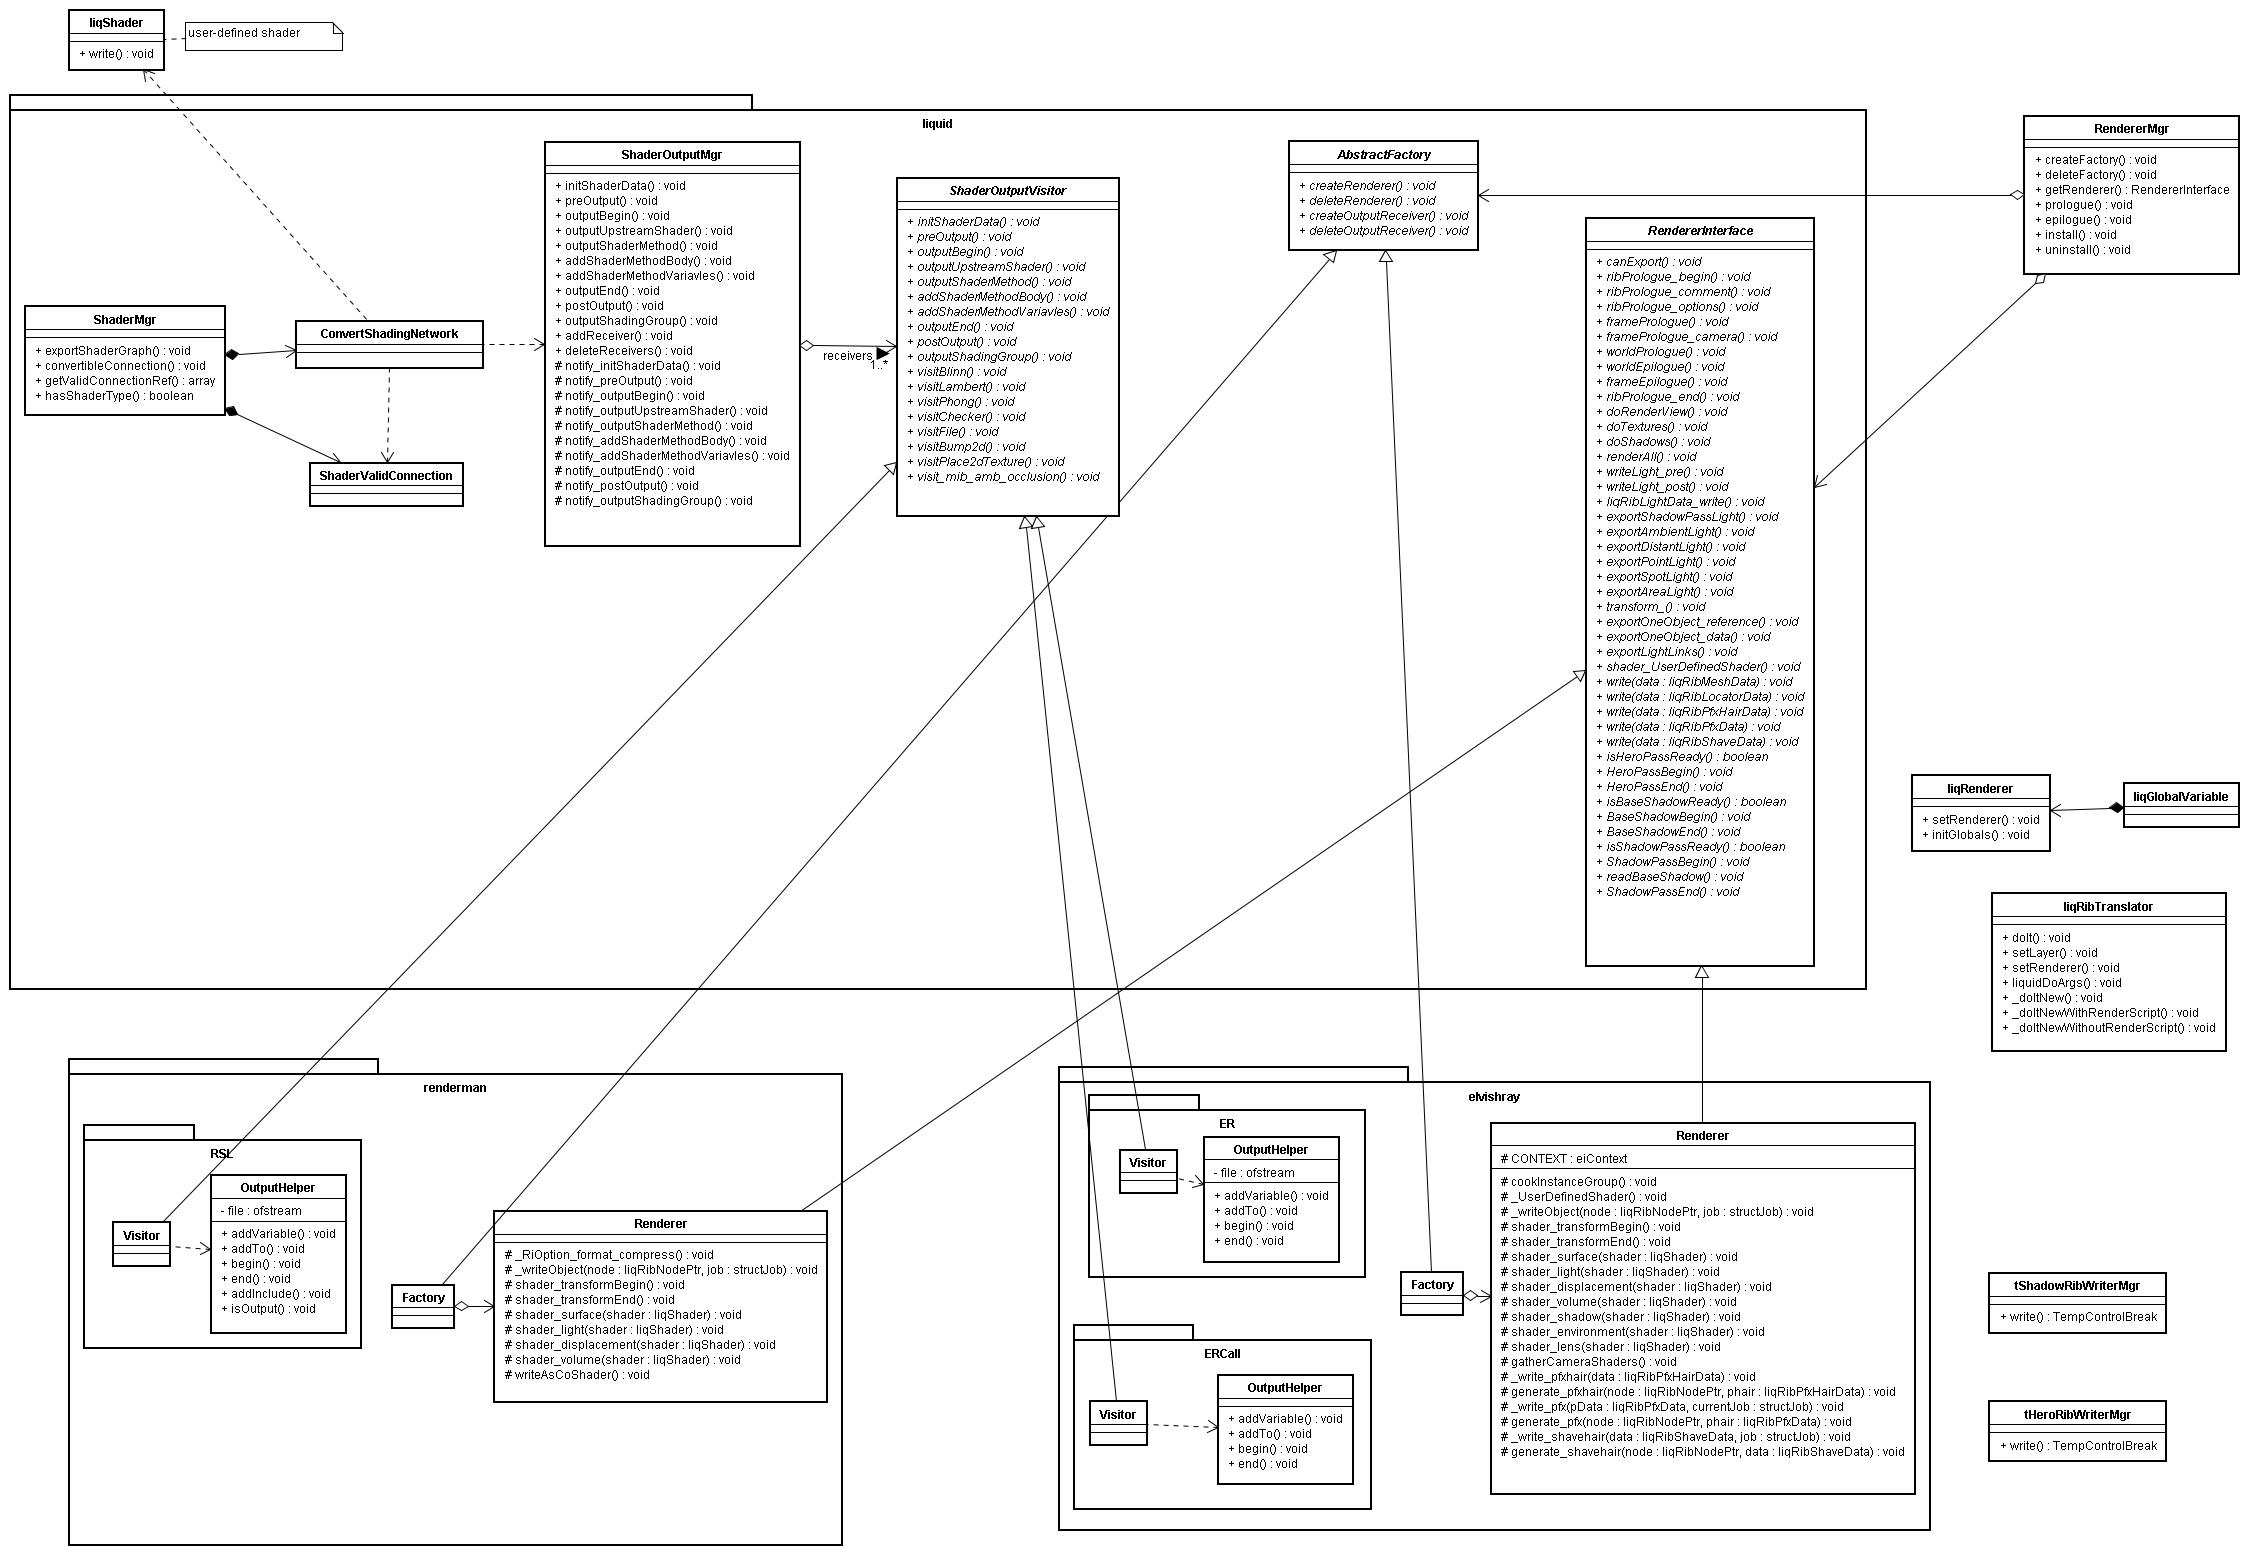 liqShader
+ write() : void
user-defined shader
liquid
ShaderMgr
+ exportShaderGraph() : void
+ convertibleConnection() : void
+ getValidConnectionRef() : array
+ hasShaderType() : boolean
ConvertShadingNetwork
ShaderValidConnection
ShaderOutputMgr
+ initShaderData() : void
+ preOutput() : void
+ outputBegin() : void
+ outputUpstreamShader() : void
+ outputShaderMethod() : void
+ addShaderMethodBody() : void
+ addShaderMethodVariavles() : void
+ outputEnd() : void
+ postOutput() : void
+ outputShadingGroup() : void
+ addReceiver() : void
+ deleteReceivers() : void
# notify_initShaderData() : void
# notify_preOutput() : void
# notify_outputBegin() : void
# notify_outputUpstreamShader() : void
# notify_outputShaderMethod() : void
# notify_addShaderMethodBody() : void
# notify_addShaderMethodVariavles() : void
# notify_outputEnd() : void
# notify_postOutput() : void
# notify_outputShadingGroup() : void
receivers
1..*
ShaderOutputVisitor
+ initShaderData() : void
+ preOutput() : void
+ outputBegin() : void
+ outputUpstreamShader() : void
+ outputShaderMethod() : void
+ addShaderMethodBody() : void
+ addShaderMethodVariavles() : void
+ outputEnd() : void
+ postOutput() : void
+ outputShadingGroup() : void
+ visitBlinn() : void
+ visitLambert() : void
+ visitPhong() : void
+ visitChecker() : void
+ visitFile() : void
+ visitBump2d() : void
+ visitPlace2dTexture() : void
+ visit_mib_amb_occlusion() : void
AbstractFactory
+ createRenderer() : void
+ deleteRenderer() : void
+ createOutputReceiver() : void
+ deleteOutputReceiver() : void
RendererInterface
+ canExport() : void
+ ribPrologue_begin() : void
+ ribPrologue_comment() : void
+ ribPrologue_options() : void
+ framePrologue() : void
+ framePrologue_camera() : void
+ worldPrologue() : void
+ worldEpilogue() : void
+ frameEpilogue() : void
+ ribPrologue_end() : void
+ doRenderView() : void
+ doTextures() : void
+ doShadows() : void
+ renderAll() : void
+ writeLight_pre() : void
+ writeLight_post() : void
+ liqRibLightData_write() : void
+ exportShadowPassLight() : void
+ exportAmbientLight() : void
+ exportDistantLight() : void
+ exportPointLight() : void
+ exportSpotLight() : void
+ exportAreaLight() : void
+ transform_() : void
+ exportOneObject_reference() : void
+ exportOneObject_data() : void
+ exportLightLinks() : void
+ shader_UserDefinedShader() : void
+ write(data : liqRibMeshData) : void
+ write(data : liqRibLocatorData) : void
+ write(data : liqRibPfxHairData) : void
+ write(data : liqRibPfxData) : void
+ write(data : liqRibShaveData) : void
+ isHeroPassReady() : boolean
+ HeroPassBegin() : void
+ HeroPassEnd() : void
+ isBaseShadowReady() : boolean
+ BaseShadowBegin() : void
+ BaseShadowEnd() : void
+ isShadowPassReady() : boolean
+ ShadowPassBegin() : void
+ readBaseShadow() : void
+ ShadowPassEnd() : void
RendererMgr
+ createFactory() : void
+ deleteFactory() : void
+ getRenderer() : RendererInterface
+ prologue() : void
+ epilogue() : void
+ install() : void
+ uninstall() : void
liqRenderer
+ setRenderer() : void
+ initGlobals() : void
liqGlobalVariable
liqRibTranslator
+ doIt() : void
+ setLayer() : void
+ setRenderer() : void
+ liquidDoArgs() : void
+ _doItNew() : void
+ _doItNewWithRenderScript() : void
+ _doItNewWithoutRenderScript() : void
renderman
RSL
Visitor
OutputHelper
- file : ofstream
+ addVariable() : void
+ addTo() : void
+ begin() : void
+ end() : void
+ addInclude() : void
+ isOutput() : void
Factory
Renderer
# _RiOption_format_compress() : void
# _writeObject(node : liqRibNodePtr, job : structJob) : void
# shader_transformBegin() : void
# shader_transformEnd() : void
# shader_surface(shader : liqShader) : void
# shader_light(shader : liqShader) : void
# shader_displacement(shader : liqShader) : void
# shader_volume(shader : liqShader) : void
# writeAsCoShader() : void
elvishray
ER
Visitor
OutputHelper
- file : ofstream
+ addVariable() : void
+ addTo() : void
+ begin() : void
+ end() : void
ERCall
Visitor
OutputHelper
+ addVariable() : void
+ addTo() : void
+ begin() : void
+ end() : void
Factory
Renderer
# CONTEXT : eiContext
# cookInstanceGroup() : void
# _UserDefinedShader() : void
# _writeObject(node : liqRibNodePtr, job : structJob) : void
# shader_transformBegin() : void
# shader_transformEnd() : void
# shader_surface(shader : liqShader) : void
# shader_light(shader : liqShader) : void
# shader_displacement(shader : liqShader) : void
# shader_volume(shader : liqShader) : void
# shader_shadow(shader : liqShader) : void
# shader_environment(shader : liqShader) : void
# shader_lens(shader : liqShader) : void
# gatherCameraShaders() : void
# _write_pfxhair(data : liqRibPfxHairData) : void
# generate_pfxhair(node : liqRibNodePtr, phair : liqRibPfxHairData) : void
# _write_pfx(pData : liqRibPfxData, currentJob : structJob) : void
# generate_pfx(node : liqRibNodePtr, phair : liqRibPfxData) : void
# _write_shavehair(data : liqRibShaveData, job : structJob) : void
# generate_shavehair(node : liqRibNodePtr, data : liqRibShaveData) : void
tShadowRibWriterMgr
+ write() : TempControlBreak
tHeroRibWriterMgr
+ write() : TempControlBreak